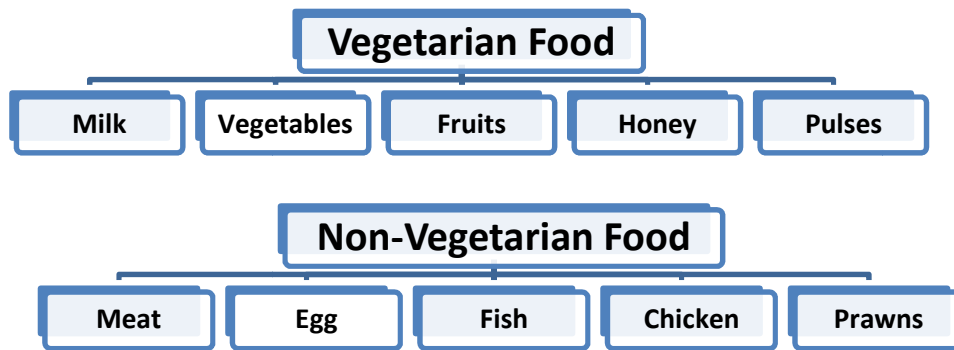 Vegetarian Food
Milk Vegetables Fruits Honey Pulses
Non-Vegetarian Food
Meat Egg Fish Chicken Prawns